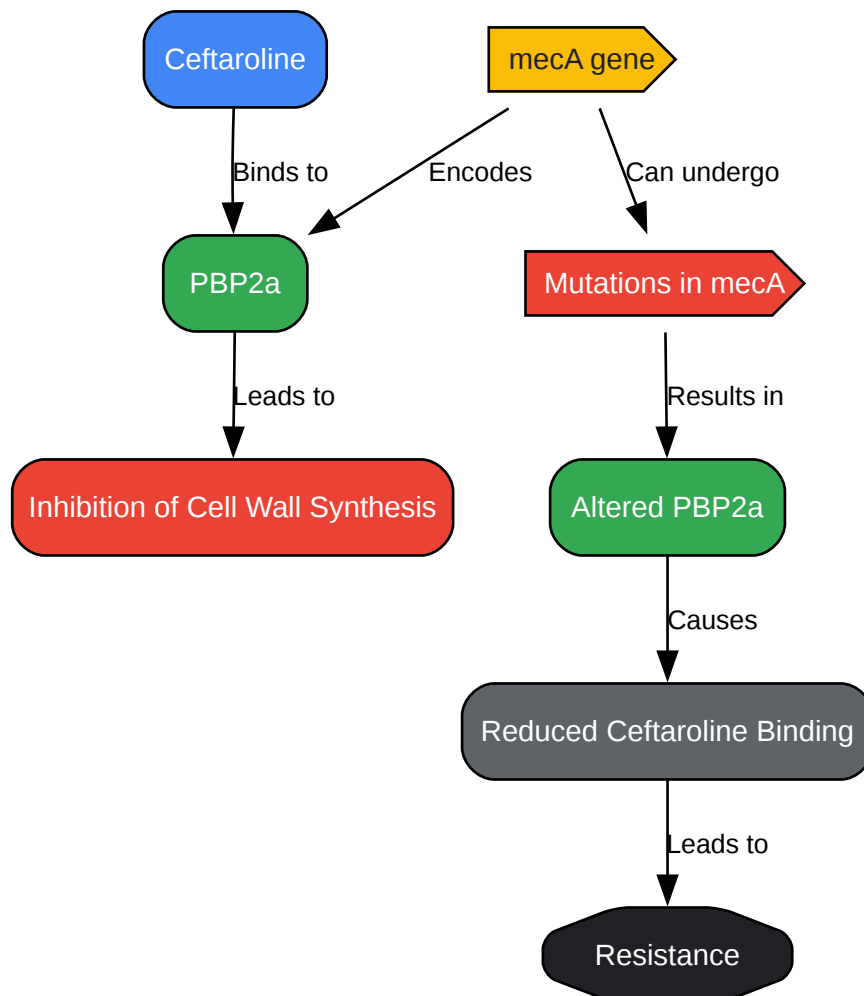 Ceftaroline
mecA gene
Binds to
Encodes
Can undergo
PBP2a
Mutations in mecA
Leads to
Results in
Inhibition of Cell Wall Synthesis
Altered PBP2a
Causes
Reduced Ceftaroline Binding
Leads to
Resistance